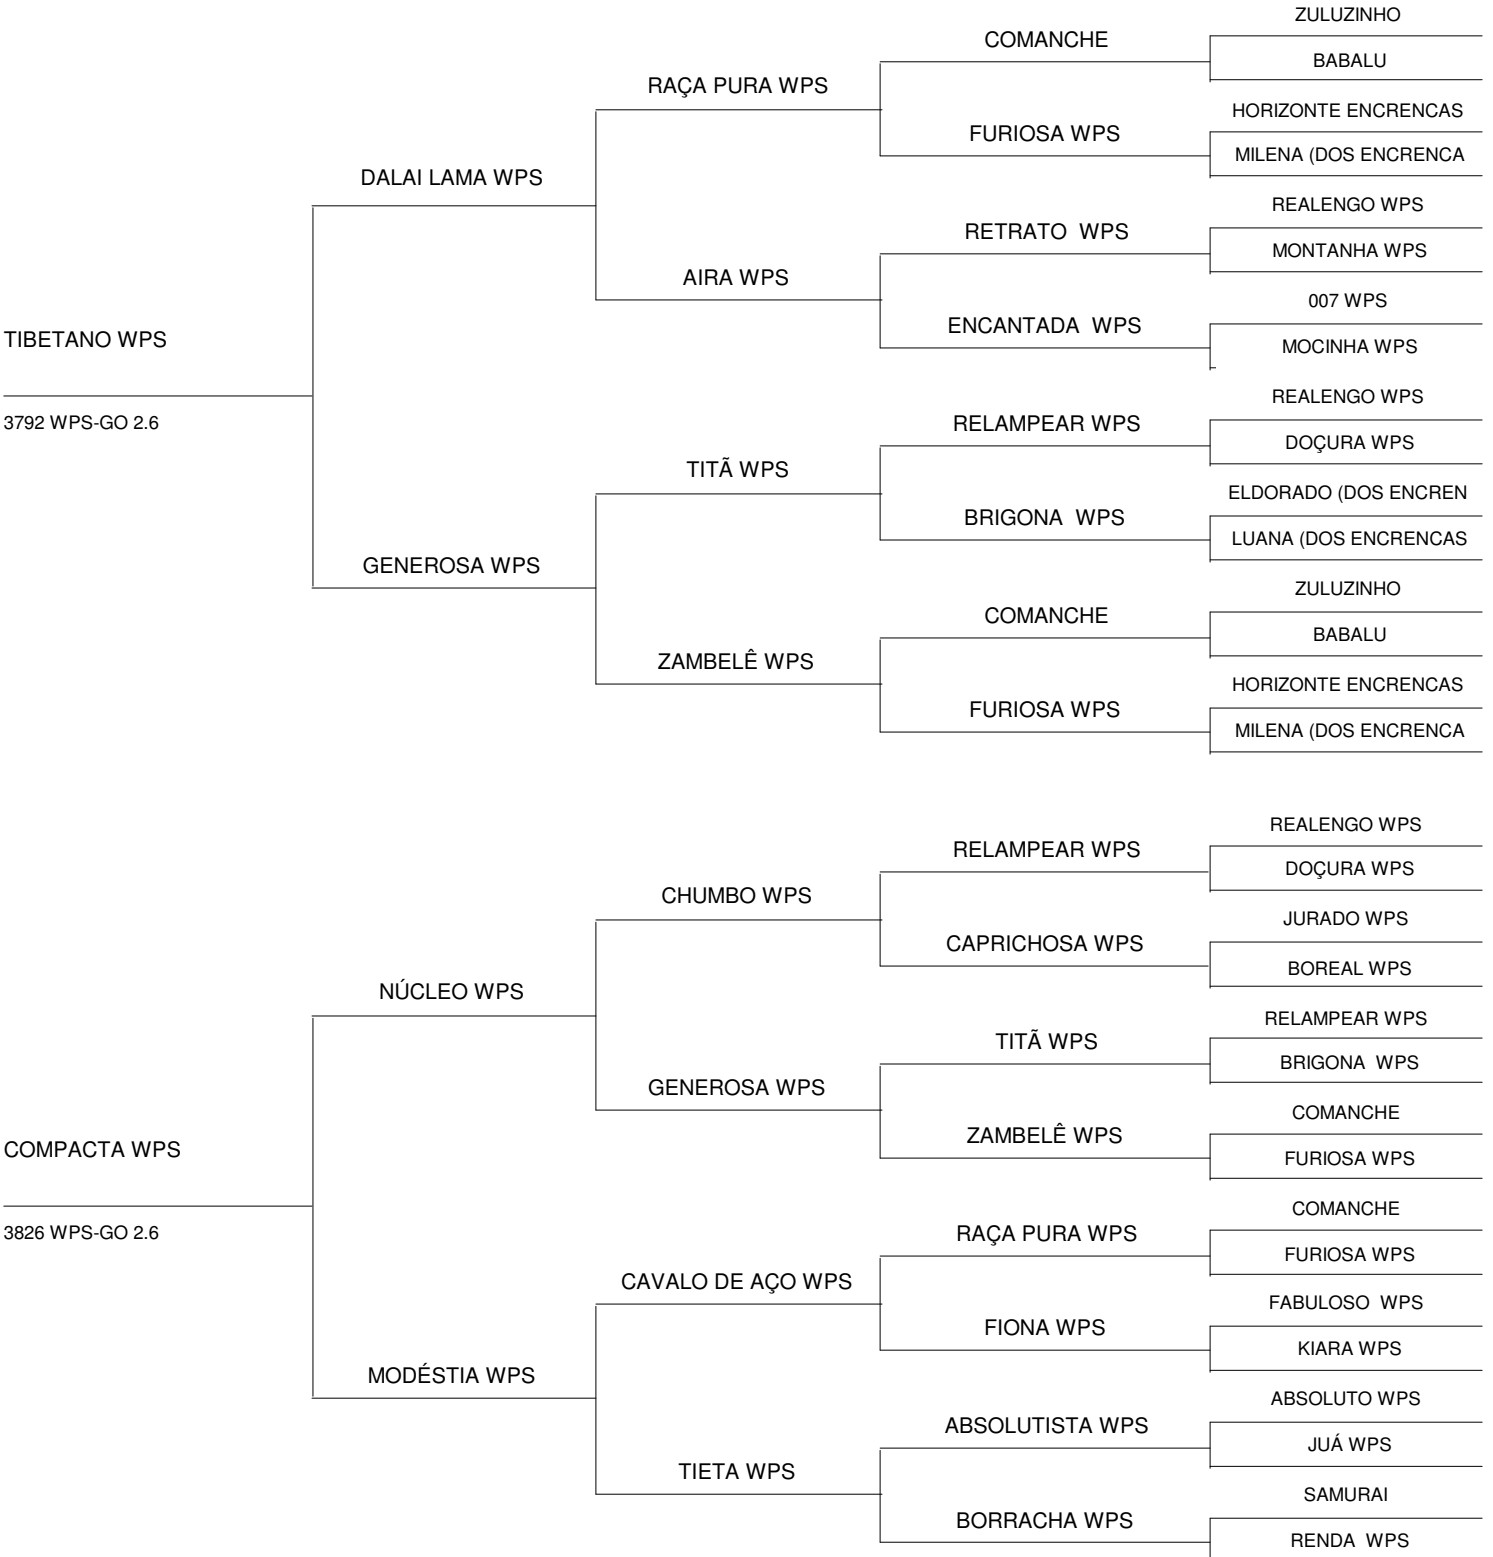 ZULUZINHO
COMANCHE
BABALU
RAÇA PURA WPS
HORIZONTE ENCRENCAS
FURIOSA WPS
MILENA (DOS ENCRENCA
DALAI LAMA WPS
REALENGO WPS
RETRATO  WPS
MONTANHA WPS
AIRA WPS
007 WPS
ENCANTADA  WPS
MOCINHA WPS
TIBETANO WPS
3792 WPS-GO 2.6
REALENGO WPS
RELAMPEAR WPS
DOÇURA WPS
TITÃ WPS
ELDORADO (DOS ENCREN
BRIGONA  WPS
LUANA (DOS ENCRENCAS
GENEROSA WPS
ZULUZINHO
COMANCHE
BABALU
ZAMBELÊ WPS
HORIZONTE ENCRENCAS
FURIOSA WPS
MILENA (DOS ENCRENCA
REALENGO WPS
RELAMPEAR WPS
DOÇURA WPS
CHUMBO WPS
JURADO WPS
CAPRICHOSA WPS
BOREAL WPS
NÚCLEO WPS
RELAMPEAR WPS
TITÃ WPS
BRIGONA  WPS
GENEROSA WPS
COMANCHE
ZAMBELÊ WPS
FURIOSA WPS
COMPACTA WPS
3826 WPS-GO 2.6
COMANCHE
RAÇA PURA WPS
FURIOSA WPS
CAVALO DE AÇO WPS
FABULOSO  WPS
FIONA WPS
KIARA WPS
MODÉSTIA WPS
ABSOLUTO WPS
ABSOLUTISTA WPS
JUÁ WPS
TIETA WPS
SAMURAI
BORRACHA WPS
RENDA  WPS